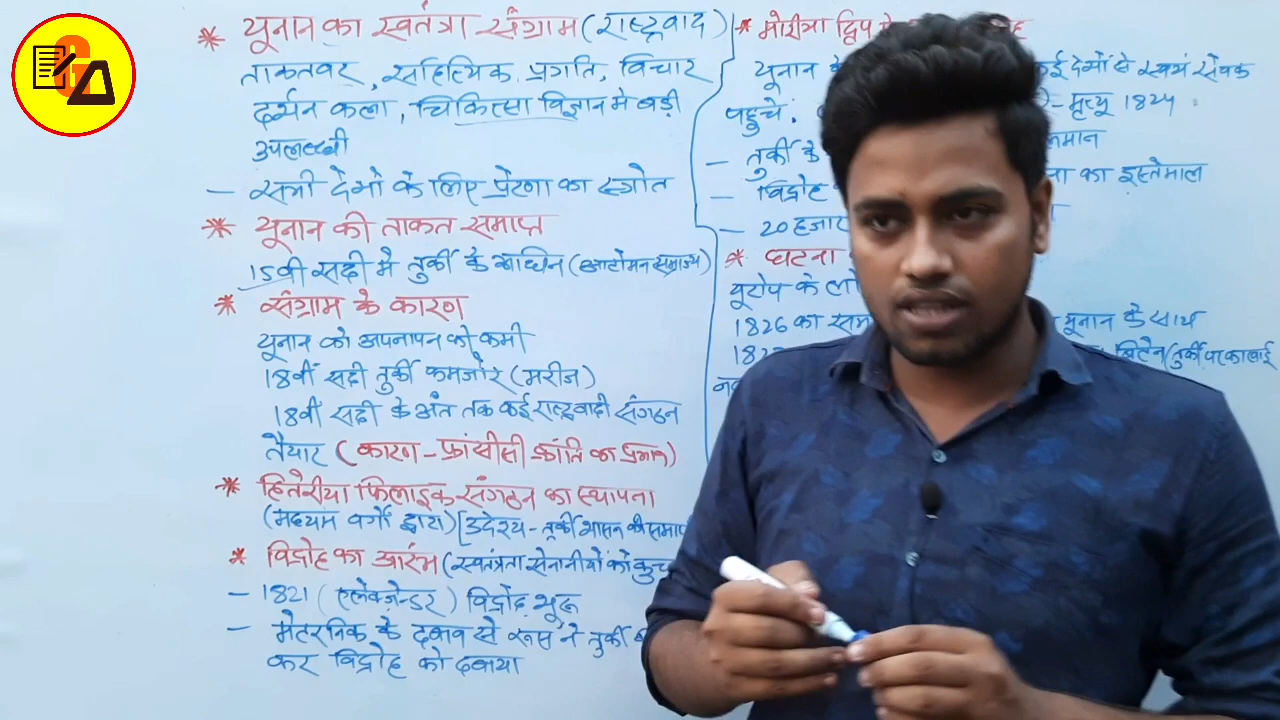 * यूनान का स्वतंत्रा संग्राम (राष्ट्रवाद)
ताकतवर, साहित्यिक, प्रगति, विचार
दर्शन कला, चिकित्सा विज्ञान मे बड़ी
उपलब्धी
- सभी देशों के लिए प्रेरणा का स्त्रोत
* यूनान की ताकत समाप्त
15वी सदी मे तुर्की के आधिन (ओटोमन सम्राज्य)
* संग्राम के कारण
यूनान को अपनापन की कमी
18वीं सदी तुर्की कमजोर (मरीज)
18वीं सदी के अंत तक कई राष्ट्रवादी संगठन
तैयार (कारण - फ्रांसीसी क्रांति का प्रभाव)
* हितेरीया फिलाइक संगठन का स्थापना
(मध्यम वर्गों द्वारा) [उदेश्य - तुर्की शासन की
* विद्रोह का आरंभ (स्वतंत्रता सेनानीयों को
- 1821 (एलेक्जेन्डर) विद्रोह शुरू
- मेटरनिक के दबाव से रूस ने तुर्की
कर विद्रोह को दबाया
* मोरीया द्विप
यूनान के कई देशों से स्वयं सेवक
पहुचे: - मृत्यू 1824
- तुर्की के
- विद्रोह का इस्तेमाल
- 20 हजार
* घटना
यूरोप के लो
1826 का यूनान के साथ
ब्रिटेन (तुर्की पर कारवाई